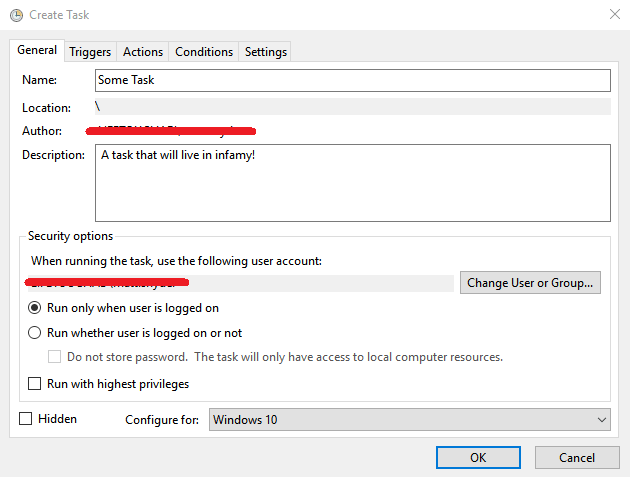 Create Task
General Triggers Actions Conditions Settings
Name: Some Task
Location: \
Author:
Description: A task that will live in infamy!
Security options
When running the task, use the following user account:
Change User or Group...
Run only when user is logged on
Run whether user is logged on or not
Do not store password. The task will only have access to local computer resources.
Run with highest privileges
Hidden Configure for: Windows 10
OK Cancel